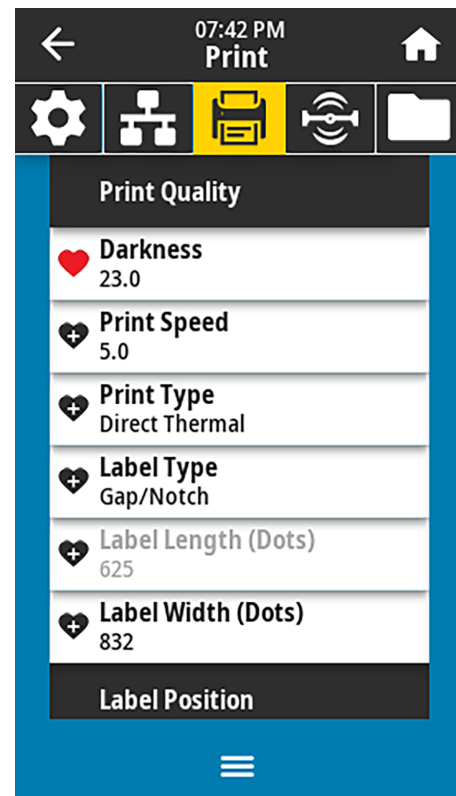 07:42 PM
Print
Print Quality
Darkness
23.0
Print Speed
5.0
Print Type
Direct Thermal
Label Type
Gap/Notch
Label Length (Dots)
625
Label Width (Dots)
832
Label Position